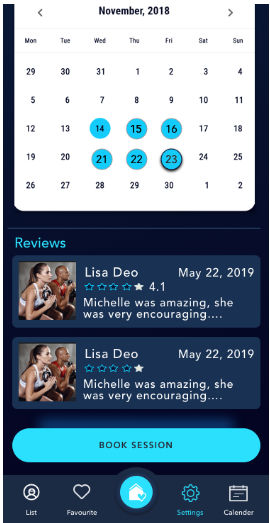 November, 2018
Mon Tue Wed Thu Fri Sat Sun
29 30 31 1 2 3 4
5 6 7 8 9 10 11
12 13 14 15 16 17 18
19 20 21 22 23 24 25
26 27 28 29 30 1 2
Reviews
Lisa Deo May 22, 2019
4.1
Michelle was amazing, she
was very encouraging....
Lisa Deo May 22, 2019
Michelle was amazing, she
was very encouraging....
BOOK SESSION
List Favourite Settings Calender